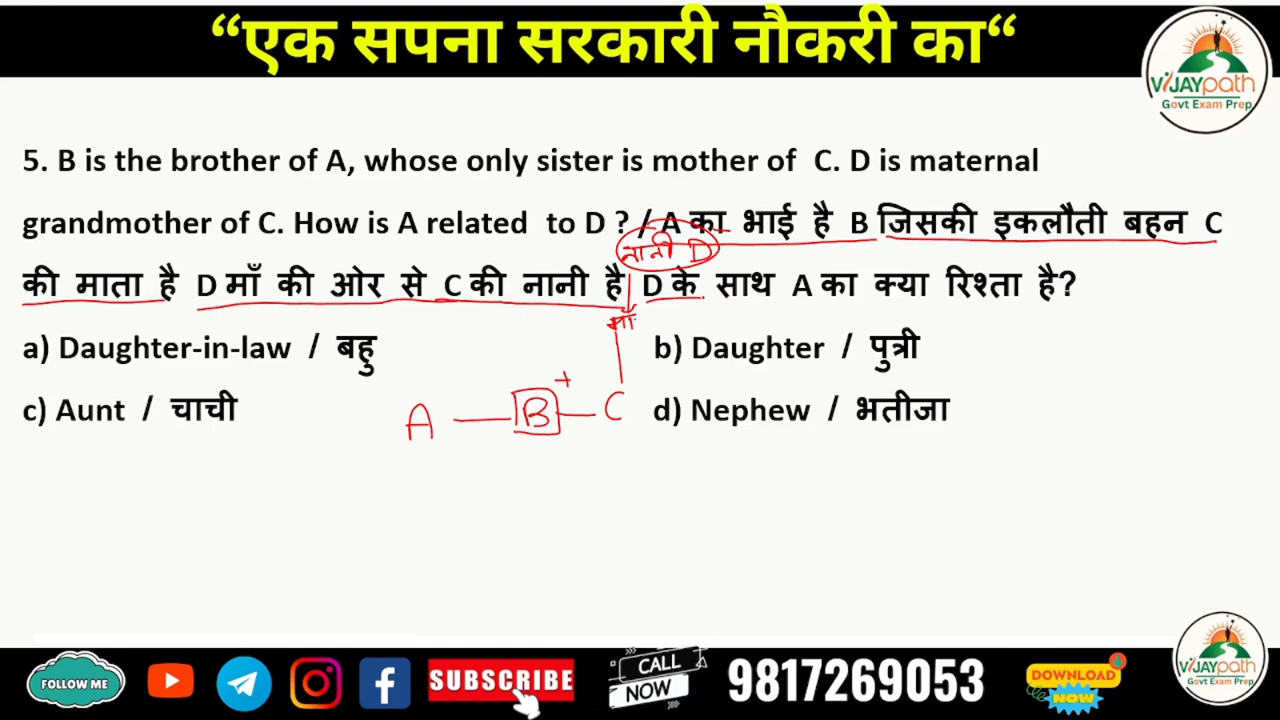 “एक सपना सरकारी नौकरी का“
VIJAYpath
Govt Exam Prep
5. B is the brother of A, whose only sister is mother of C. D is maternal
grandmother of C. How is A related to D ? / A का भाई है B जिसकी इकलौती बहन C
नानी D
की माता है D माँ की ओर से C की नानी है D के साथ A का क्या रिश्ता है?
माँ
a) Daughter-in-law / बहु
b) Daughter / पुत्री
+
c) Aunt / चाची
A — B — C
d) Nephew / भतीजा
VIJAYpath
Govt Exam Prep
FOLLOW ME
SUBSCRIBE
CALL
NOW
9817269053
DOWNLOAD
NOW